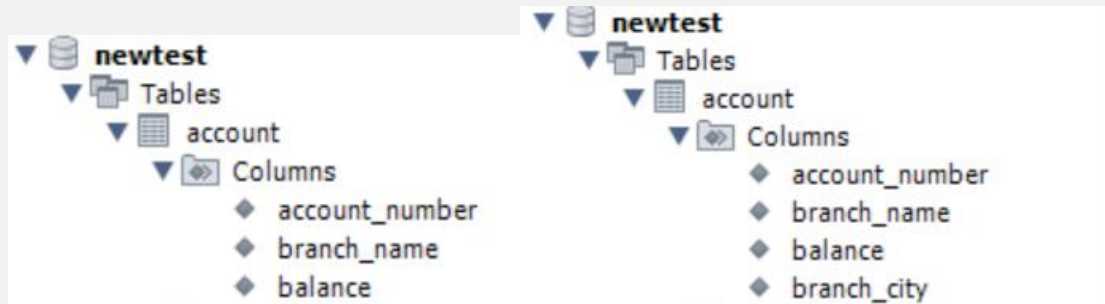 newtest
Tables
account
Columns
account_number
branch_name
balance
newtest
Tables
account
Columns
account_number
branch_name
balance
branch_city